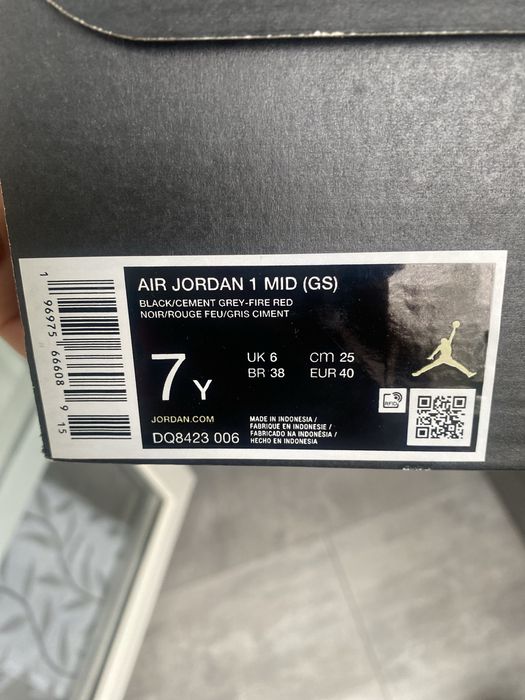 AIR JORDAN 1 MID (GS)
BLACK/CEMENT GREY-FIRE RED
NOIR/ROUGE FEU/GRIS CIMENT
7 Y
UK 6 CM 25
BR 38 EUR 40
RFID
JORDAN.COM
DQ8423 006
MADE IN INDONESIA /
FABRIQUE EN INDONESIE /
FABRICADO NA INDONÉSIA /
HECHO EN INDONESIA
1 96975 66608 9 15